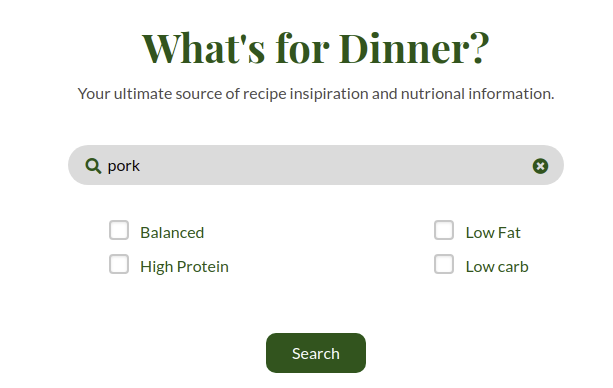 What's for Dinner?
Your ultimate source of recipe insipiration and nutrional information.
pork
Balanced
Low Fat
High Protein
Low carb
Search